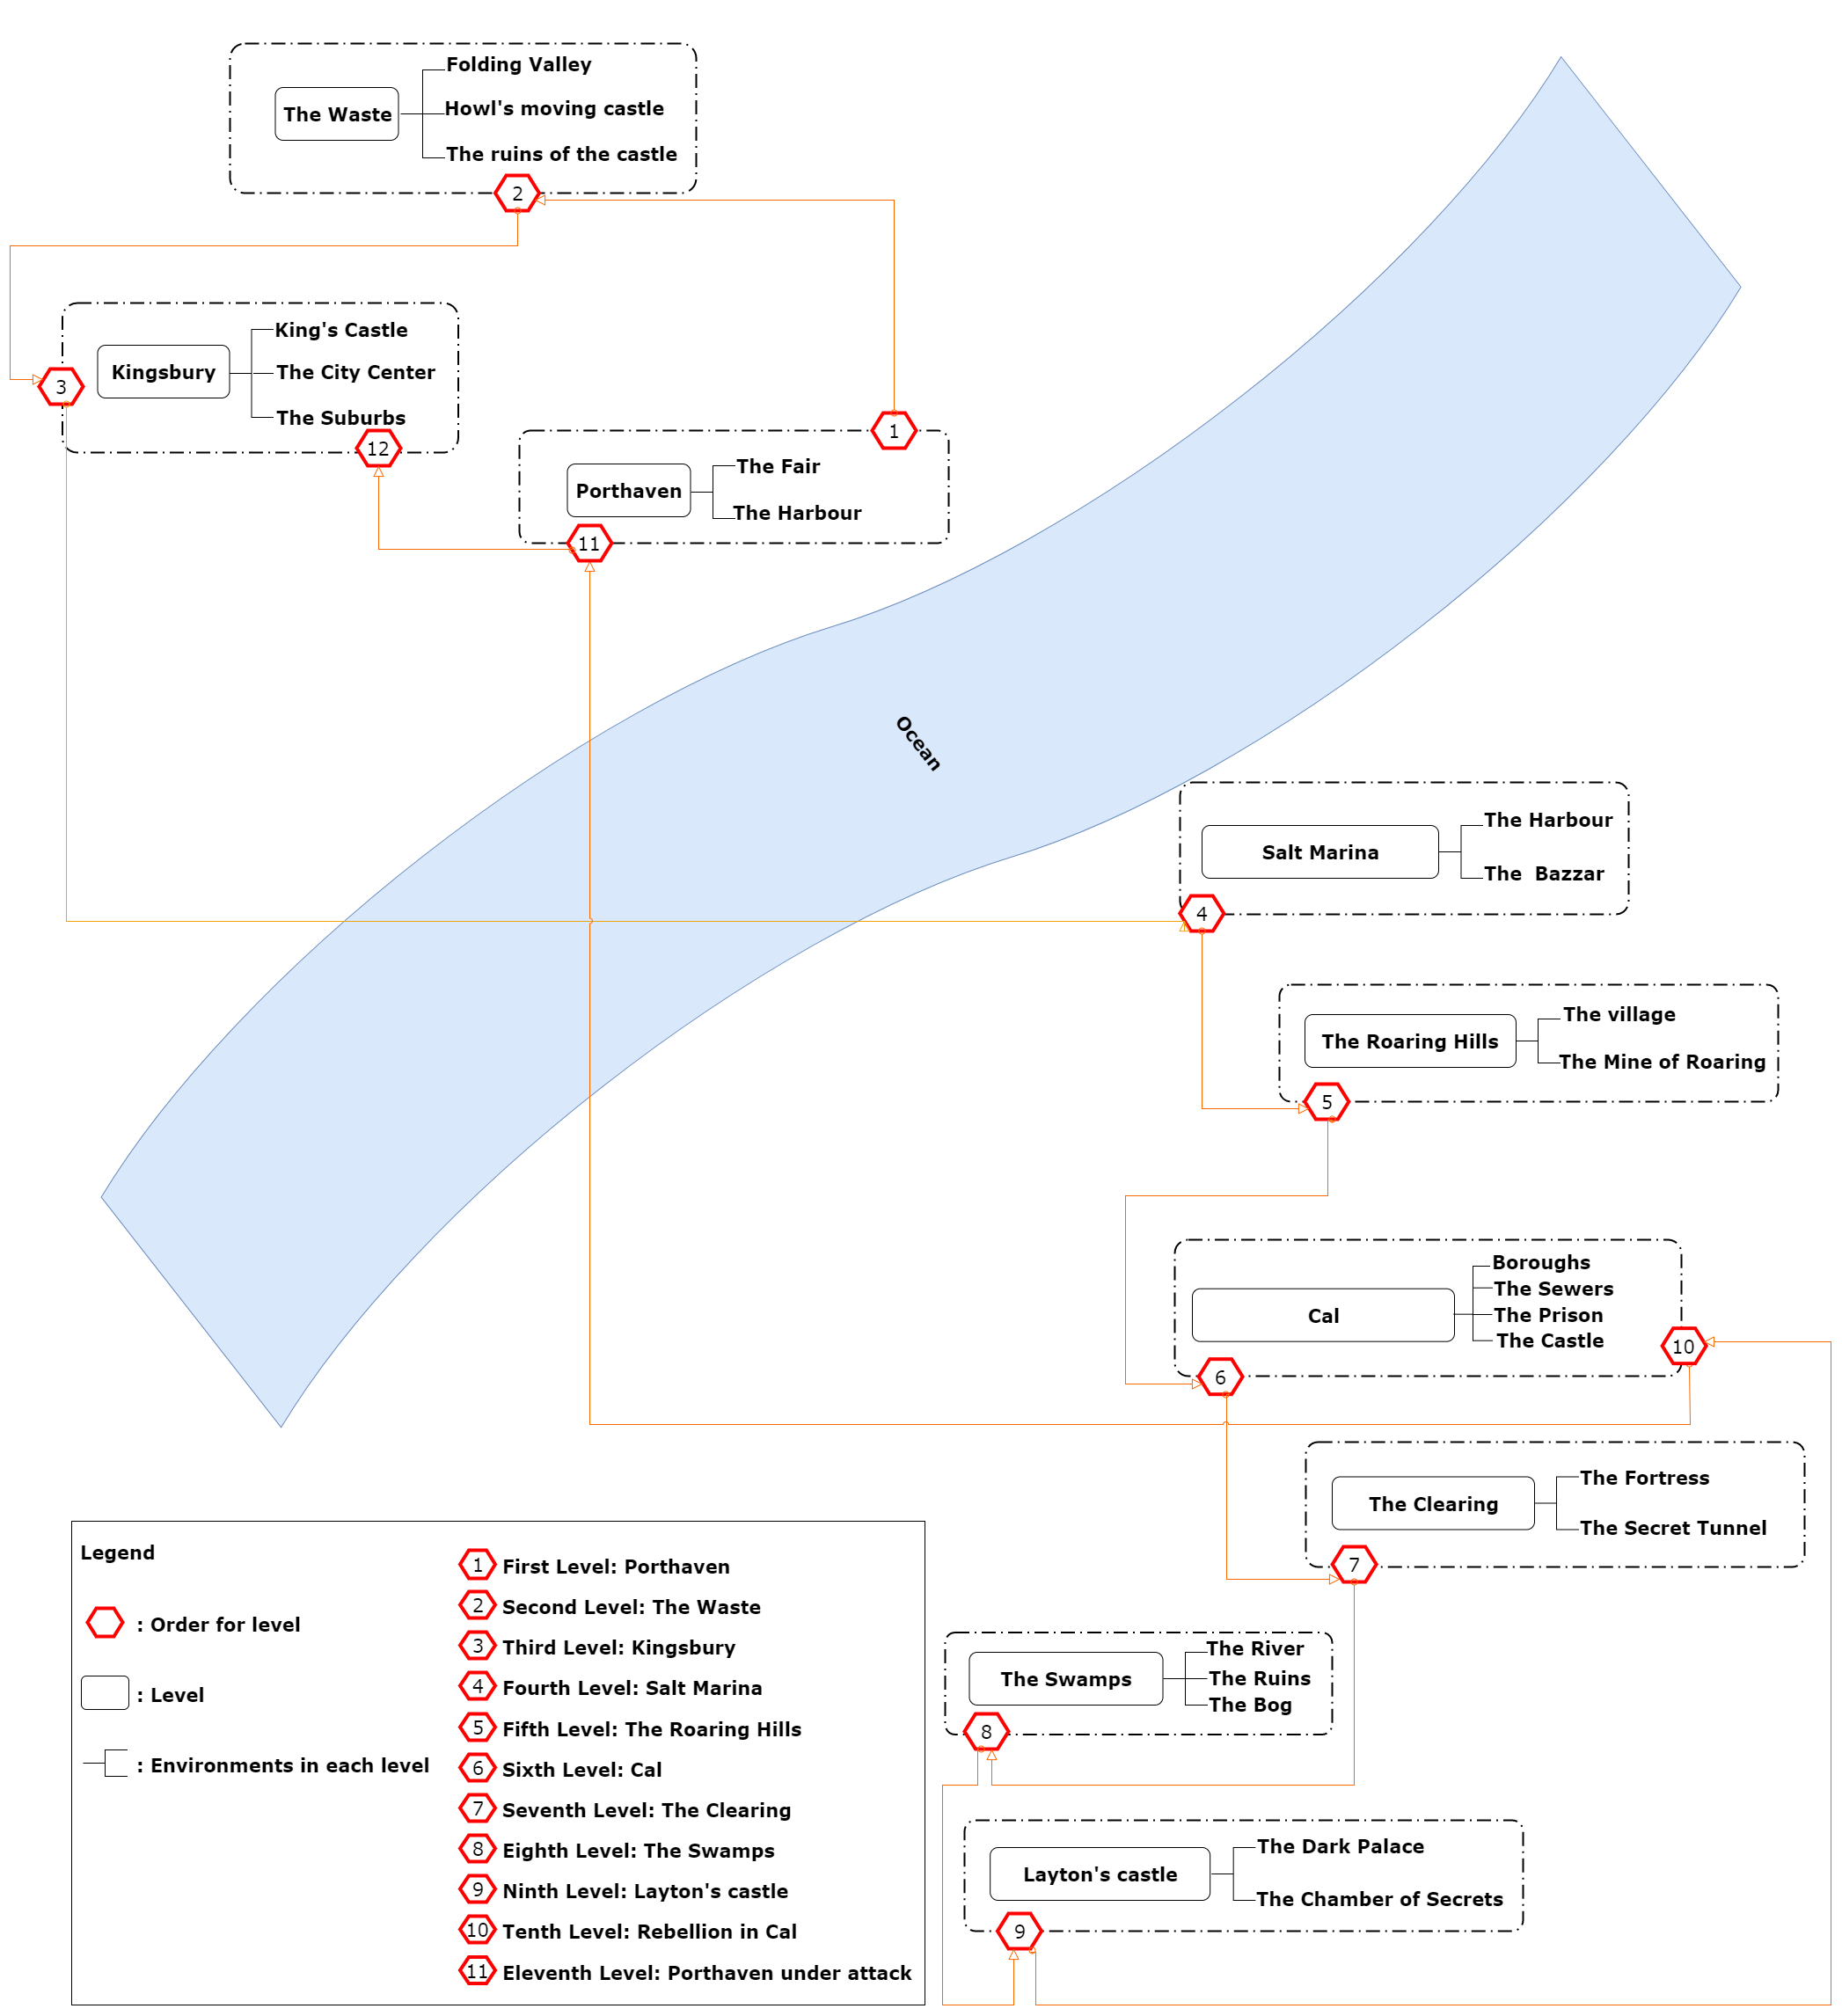 Folding Valley
The Waste
Howl's moving castle
The ruins of the castle
2
King's Castle
Kingsbury
The City Center
3
The Suburbs
12
1
The Fair
Porthaven
The Harbour
11
Ocean
The Harbour
Salt Marina
The  Bazzar
4
The village
The Roaring Hills
The Mine of Roaring
5
Boroughs
The Sewers
Cal
The Prison
The Castle
10
6
The Fortress
The Clearing
The Secret Tunnel
7
The River
The Swamps
The Ruins
The Bog
8
The Dark Palace
Layton's castle
The Chamber of Secrets
9
Legend
: Order for level
: Level
: Environments in each level
1 First Level: Porthaven
2 Second Level: The Waste
3 Third Level: Kingsbury
4 Fourth Level: Salt Marina
5 Fifth Level: The Roaring Hills
6 Sixth Level: Cal
7 Seventh Level: The Clearing
8 Eighth Level: The Swamps
9 Ninth Level: Layton's castle
10 Tenth Level: Rebellion in Cal
11 Eleventh Level: Porthaven under attack